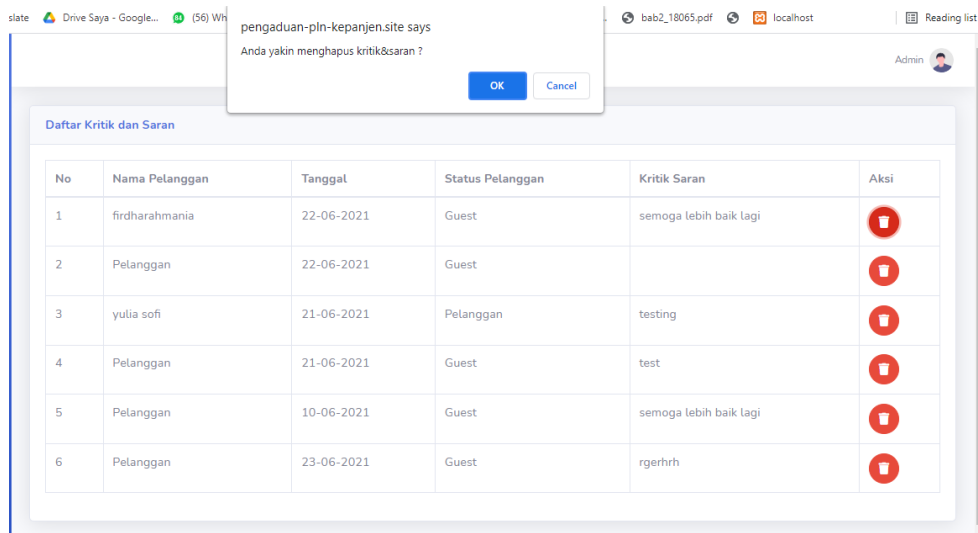 slate Drive Saya - Google... 84 (56) Wh . bab2_18065.pdf localhost Reading list
pengaduan-pln-kepanjen.site says
Anda yakin menghapus kritik&saran ?
OK Cancel
Admin
Daftar Kritik dan Saran
No Nama Pelanggan Tanggal Status Pelanggan Kritik Saran Aksi
1 firdharahmania 22-06-2021 Guest semoga lebih baik lagi
2 Pelanggan 22-06-2021 Guest
3 yulia sofi 21-06-2021 Pelanggan testing
4 Pelanggan 21-06-2021 Guest test
5 Pelanggan 10-06-2021 Guest semoga lebih baik lagi
6 Pelanggan 23-06-2021 Guest rgerhrh